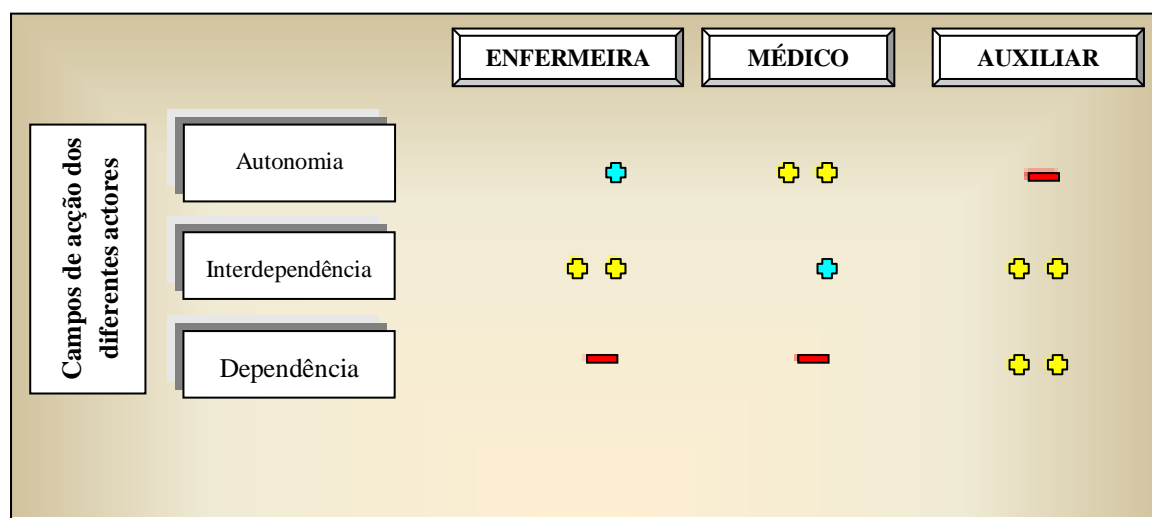 ENFERMEIRA
MÉDICO
AUXILIAR
Campos de acção dos
diferentes actores
Autonomia
Interdependência
Dependência